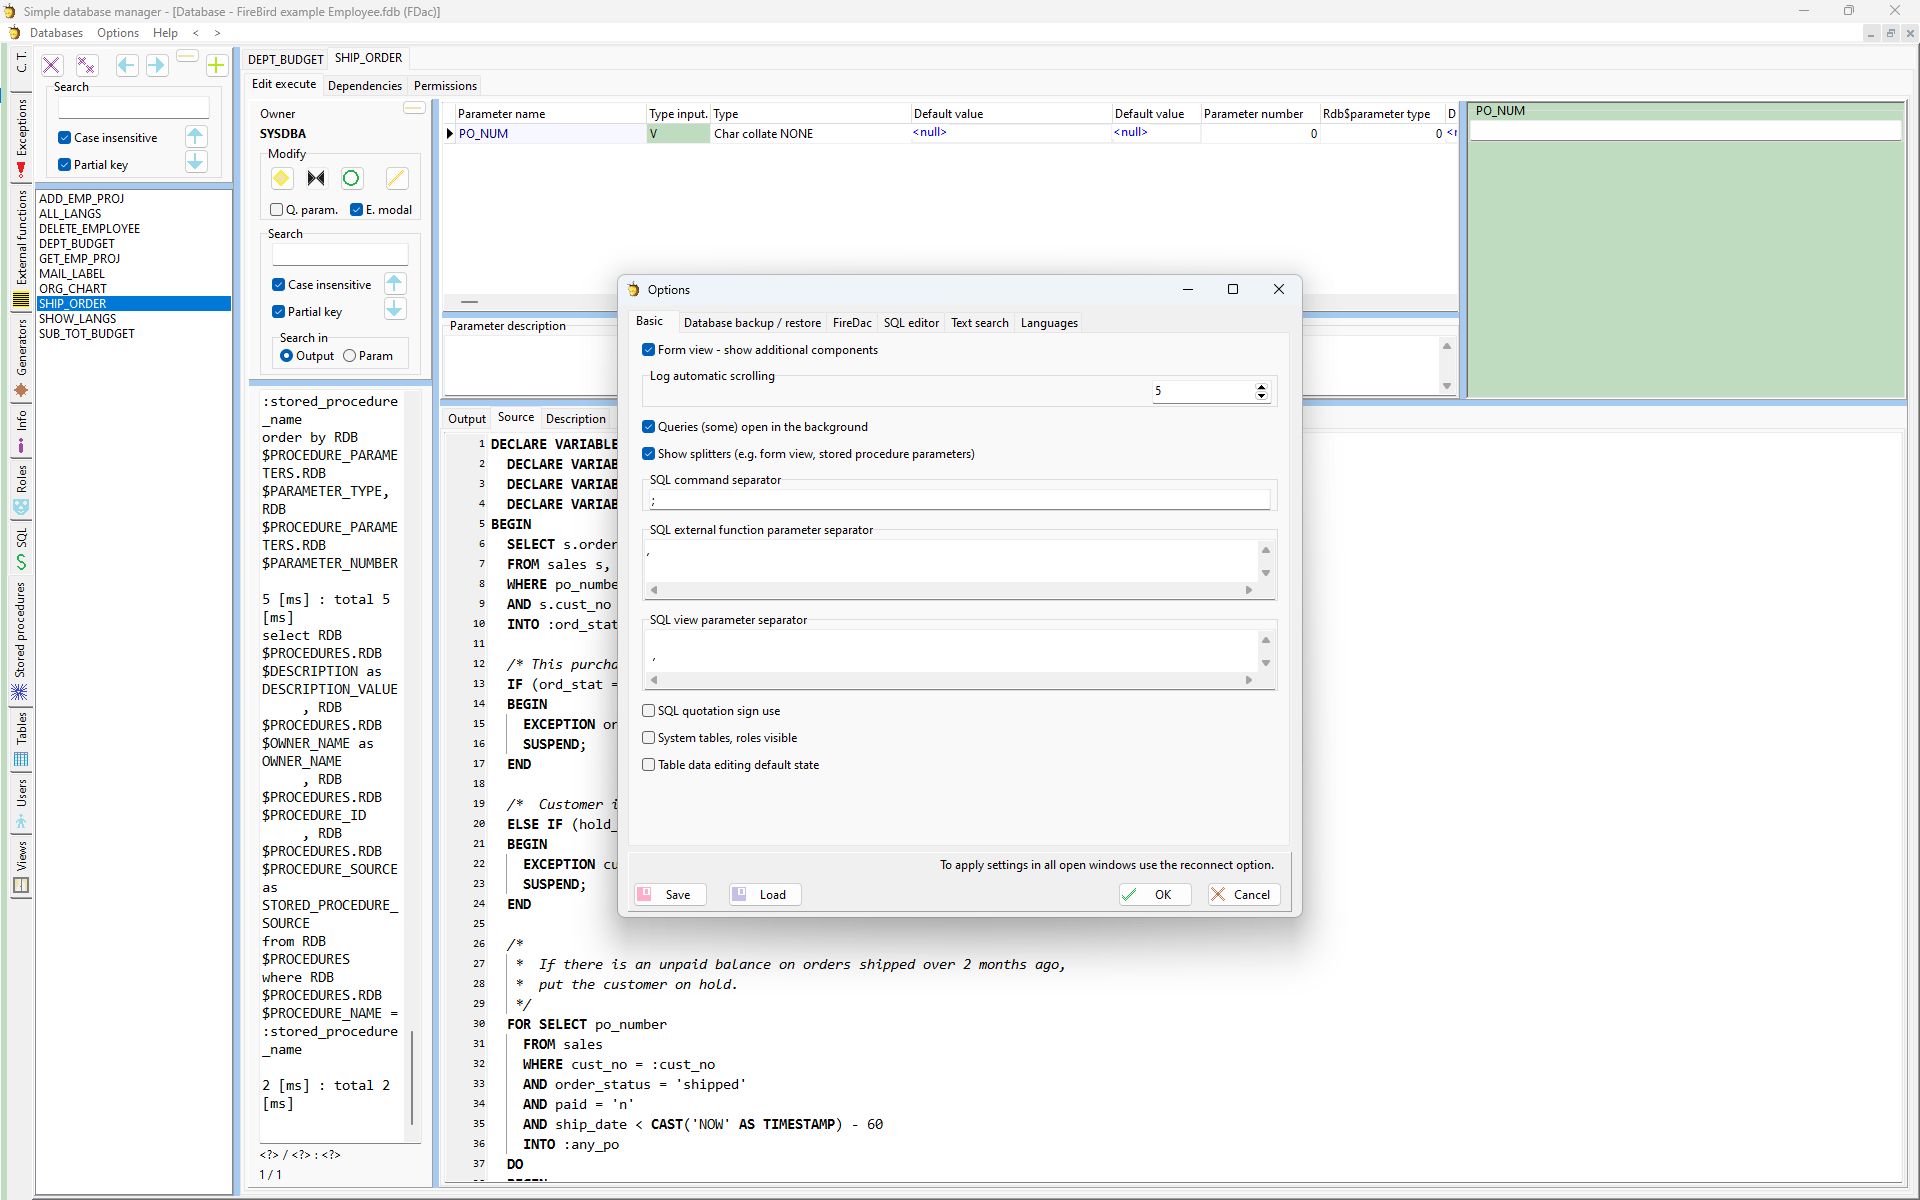 Simple database manager - [Database - FireBird example Employee.fdb (FDac)]
Databases Options Help < >
C. T.
Exceptions
External functions
Generators
Info
Roles
SQL
Stored procedures
Tables
Users
Views
Search
Case insensitive
Partial key
ADD_EMP_PROJ
ALL_LANGS
DELETE_EMPLOYEE
DEPT_BUDGET
GET_EMP_PROJ
MAIL_LABEL
ORG_CHART
SHIP_ORDER
SHOW_LANGS
SUB_TOT_BUDGET
DEPT_BUDGET SHIP_ORDER
Edit execute Dependencies Permissions
Owner
SYSDBA
Modify
Q. param. E. modal
Search
Case insensitive
Partial key
Search in
Output Param
:stored_procedure
_name
order by RDB
$PROCEDURE_PARAME
TERS.RDB
$PARAMETER_TYPE,
RDB
$PROCEDURE_PARAME
TERS.RDB
$PARAMETER_NUMBER
5 [ms] : total 5
[ms]
select RDB
$PROCEDURES.RDB
$DESCRIPTION as
DESCRIPTION_VALUE
, RDB
$PROCEDURES.RDB
$OWNER_NAME as
OWNER_NAME
, RDB
$PROCEDURES.RDB
$PROCEDURE_ID
, RDB
$PROCEDURES.RDB
$PROCEDURE_SOURCE
as
STORED_PROCEDURE_
SOURCE
from RDB
$PROCEDURES
where RDB
$PROCEDURES.RDB
$PROCEDURE_NAME =
:stored_procedure
_name
2 [ms] : total 2
[ms]
<?> / <?> : <?>
1 / 1
Parameter name Type input. Type Default value Default value Parameter number Rdb$parameter type D
PO_NUM V Char collate NONE <null> <null> 0 0 <r
PO_NUM
Parameter description
Output Source Description
1 DECLARE VARIABLE
2 DECLARE VARIAB
3 DECLARE VARIAB
4 DECLARE VARIAB
5 BEGIN
6 SELECT s.order
7 FROM sales s,
8 WHERE po_numbe
9 AND s.cust_no
10 INTO :ord_stat
11
12 /* This purcha
13 IF (ord_stat =
14 BEGIN
15 EXCEPTION or
16 SUSPEND;
17 END
18
19 /* Customer i
20 ELSE IF (hold_
21 BEGIN
22 EXCEPTION cu
23 SUSPEND;
24 END
25
26 /*
27 * If there is an unpaid balance on orders shipped over 2 months ago,
28 * put the customer on hold.
29 */
30 FOR SELECT po_number
31 FROM sales
32 WHERE cust_no = :cust_no
33 AND order_status = 'shipped'
34 AND paid = 'n'
35 AND ship_date < CAST('NOW' AS TIMESTAMP) - 60
36 INTO :any_po
37 DO
Options
Basic Database backup / restore FireDac SQL editor Text search Languages
Form view - show additional components
Log automatic scrolling
5
Queries (some) open in the background
Show splitters (e.g. form view, stored procedure parameters)
SQL command separator
;
SQL external function parameter separator
,
SQL view parameter separator
,
SQL quotation sign use
System tables, roles visible
Table data editing default state
To apply settings in all open windows use the reconnect option.
Save Load OK Cancel